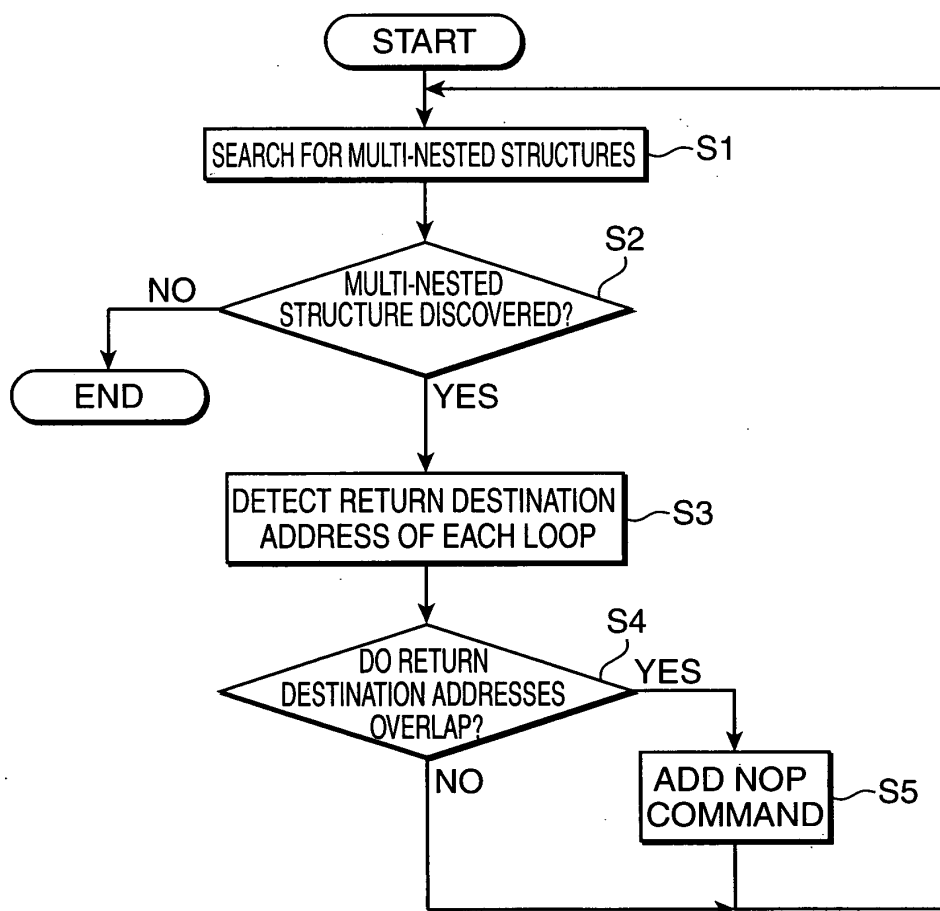 START
SEARCH FOR MULTI-NESTED STRUCTURES
S1
S2
MULTI-NESTED
STRUCTURE DISCOVERED?
NO
END
YES
DETECT RETURN DESTINATION
ADDRESS OF EACH LOOP
S3
S4
DO RETURN
DESTINATION ADDRESSES
OVERLAP?
YES
NO
ADD NOP
COMMAND
S5